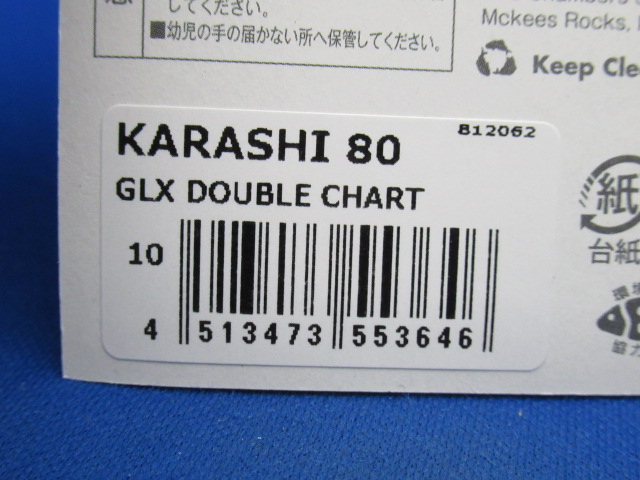 してください。
■幼児の手の届かない所へ保管してください。
Mckees Rocks,
Keep Cle
812062
KARASHI 80
GLX DOUBLE CHART
10
4 513473 553646
紙
台紙